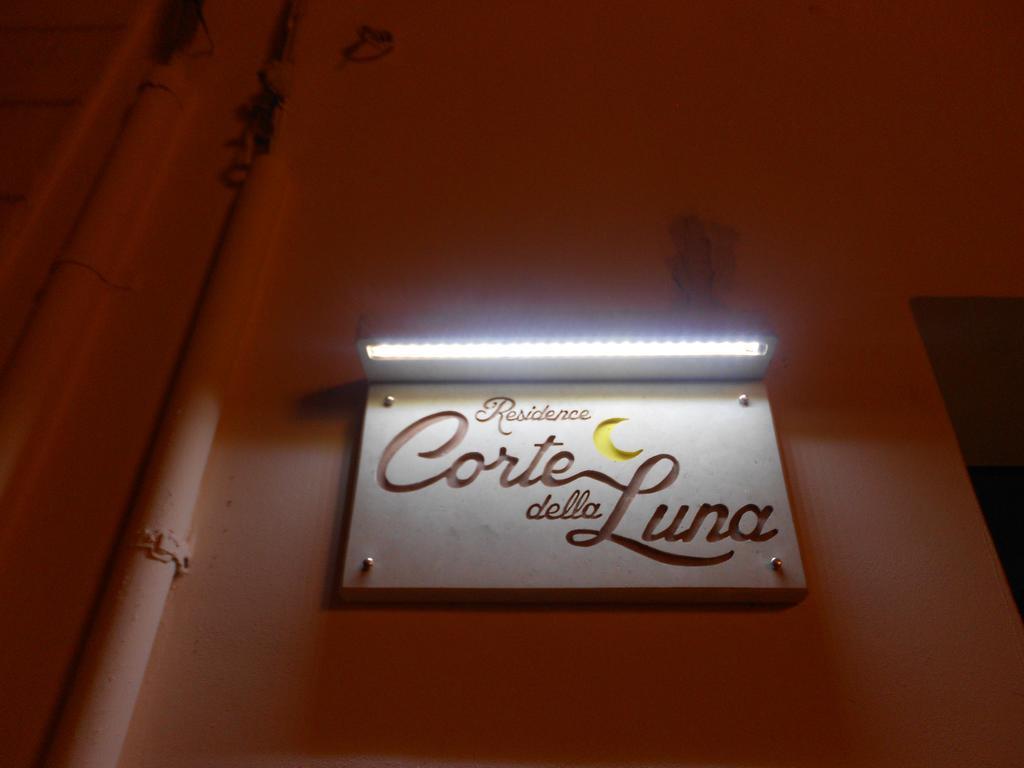 Residence
Corte
della
Luna